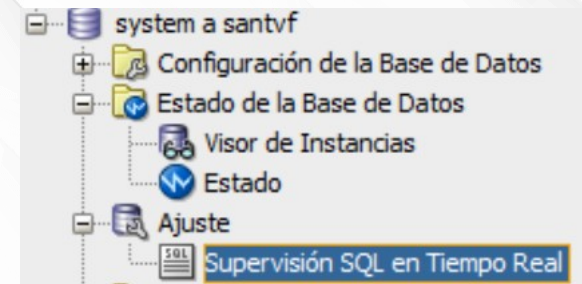 system a santvf
Configuración de la Base de Datos
Estado de la Base de Datos
Visor de Instancias
Estado
Ajuste
SQL
Supervisión SQL en Tiempo Real